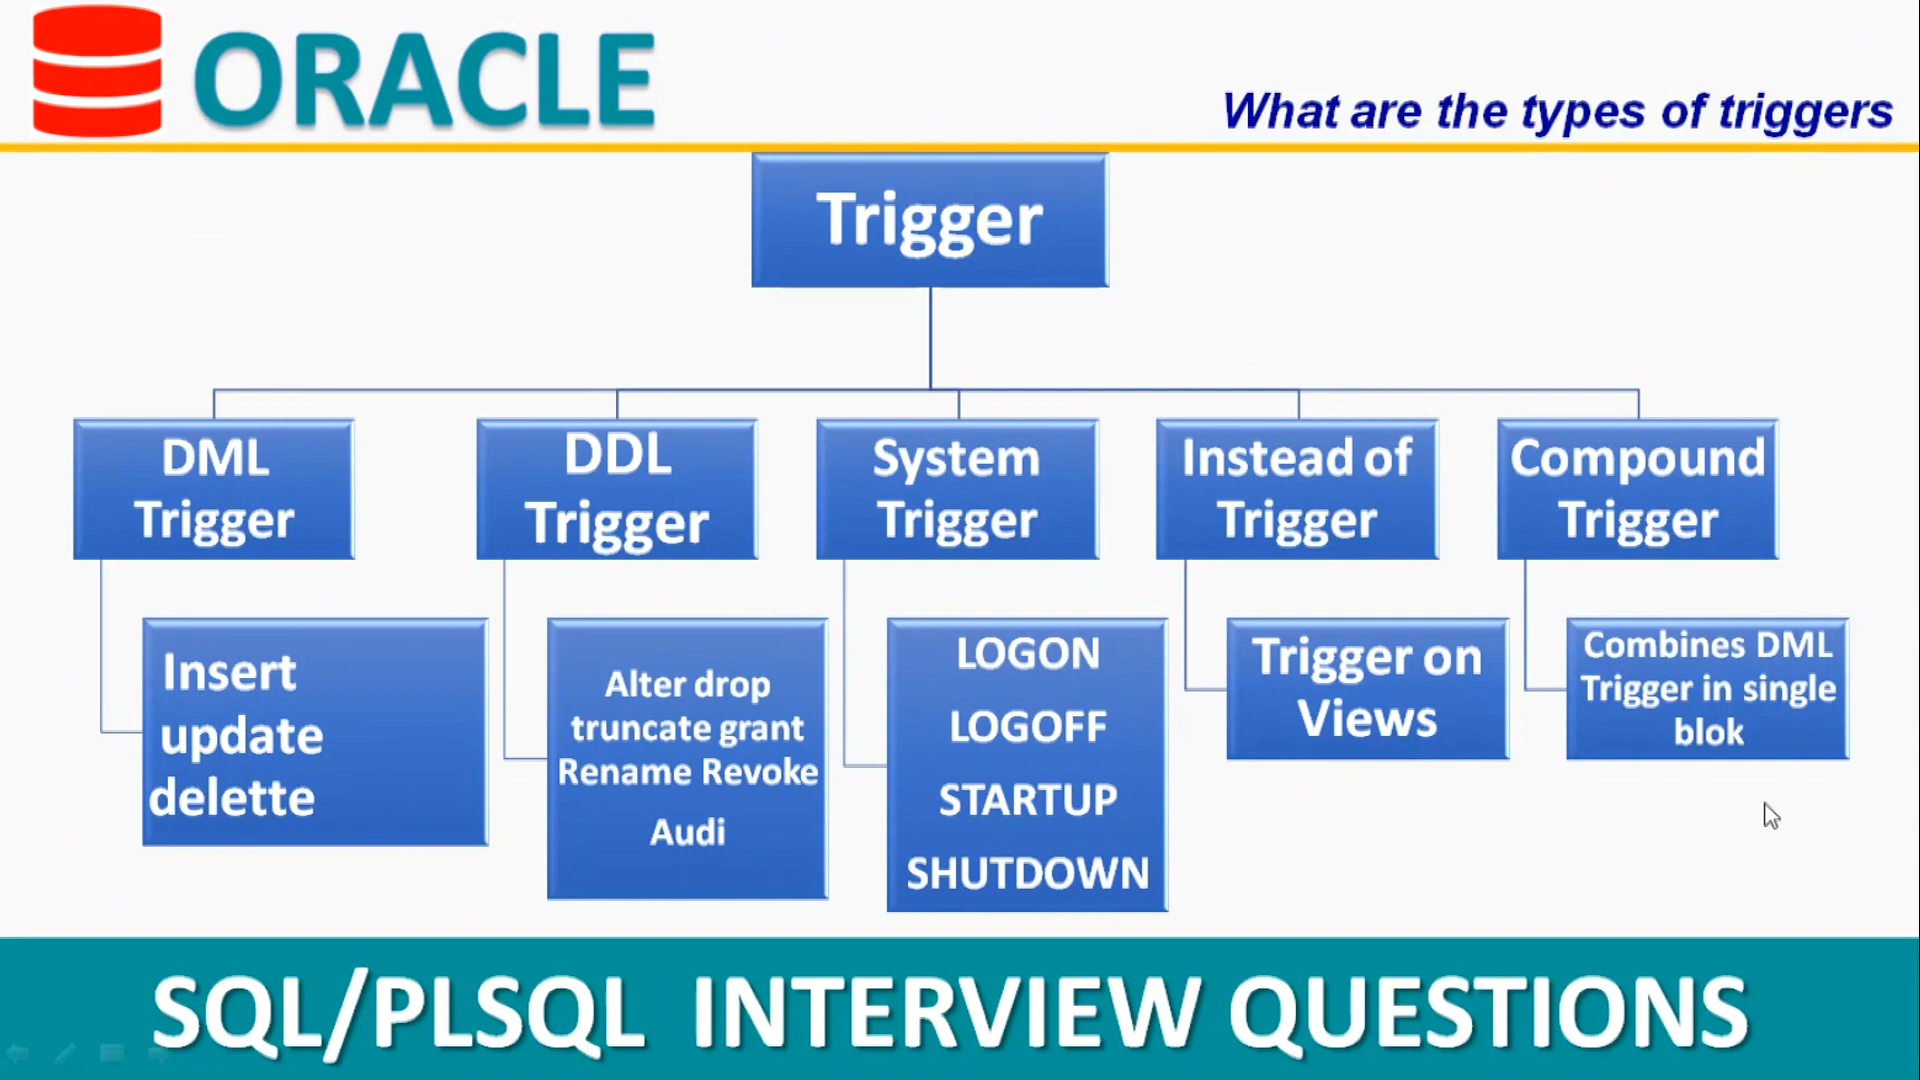 ORACLE
What are the types of triggers
Trigger
DML
Trigger
Insert
update
delette
DDL
Trigger
Alter drop
truncate grant
Rename Revoke
Audi
System
Trigger
LOGON
LOGOFF
STARTUP
SHUTDOWN
Instead of
Trigger
Trigger on
Views
Compound
Trigger
Combines DML
Trigger in single
blok
SQL/PLSQL INTERVIEW QUESTIONS